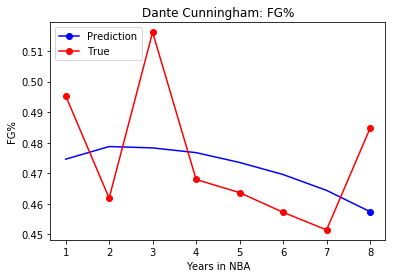 Dante Cunningham: FG%
Prediction
True
0.51
0.50
0.49
0.48
0.47
0.46
0.45
FG%
1 2 3 4 5 6 7 8
Years in NBA